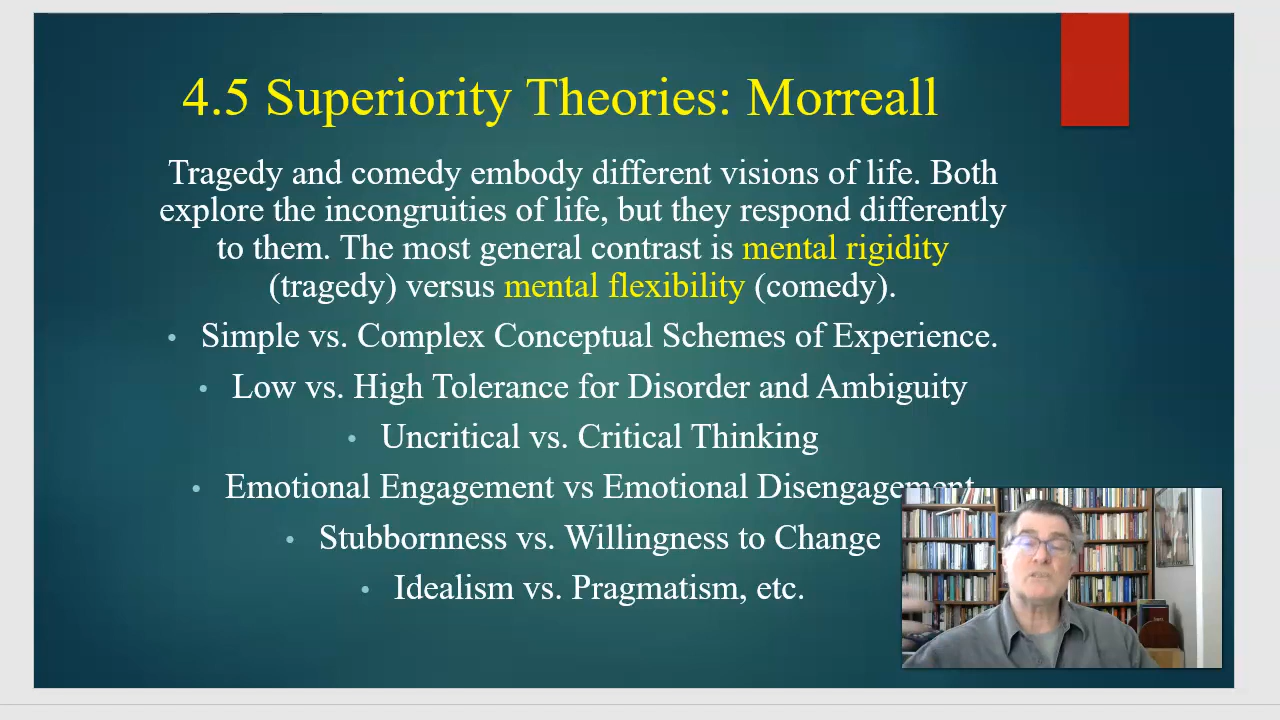 4.5 Superiority Theories: Morreall
Tragedy and comedy embody different visions of life. Both
explore the incongruities of life, but they respond differently
to them. The most general contrast is mental rigidity
(tragedy) versus mental flexibility (comedy).
• Simple vs. Complex Conceptual Schemes of Experience.
• Low vs. High Tolerance for Disorder and Ambiguity
• Uncritical vs. Critical Thinking
• Emotional Engagement vs Emotional Disengagement
• Stubbornness vs. Willingness to Change
• Idealism vs. Pragmatism, etc.